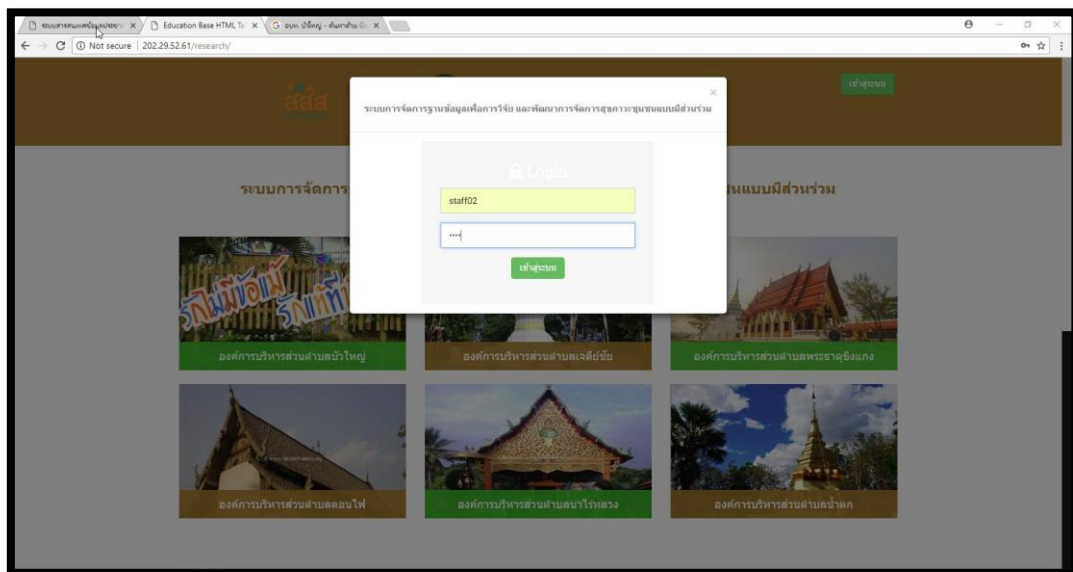 Education Base HTML Te
Not secure | 202.29.52.61/research/
สสส
เข้าสู่ระบบ
×
ระบบการจัดการฐานข้อมูลเพื่อการวิจัย และพัฒนาการจัดการสุขภาวะชุมชนแบบมีส่วนร่วม
Login
ระบบการจัดการ
ชนแบบมีส่วนร่วม
staff02
เข้าสู่ระบบ
รักไม่มีข้อแม้
องค์การบริหารส่วนตำบลบัวใหญ่
องค์การบริหารส่วนตำบลเจดีย์ชัย
องค์การบริหารส่วนตำบลพระธาตุขิงแกง
องค์การบริหารส่วนตำบลดอนไฟ
องค์การบริหารส่วนตำบลนาไร่หลวง
องค์การบริหารส่วนตำบลน้ำตก